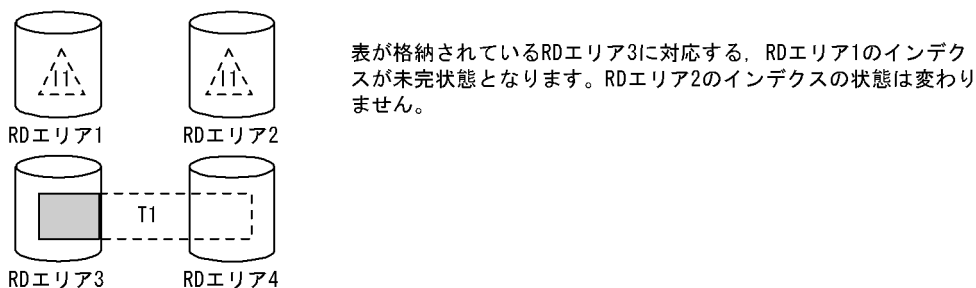 I1
I1
RDエリア1
RDエリア2
表が格納されているRDエリア3に対応する，RDエリア1のインデク
スが未完状態となります。RDエリア2のインデクスの状態は変わり
ません。
T1
RDエリア3
RDエリア4